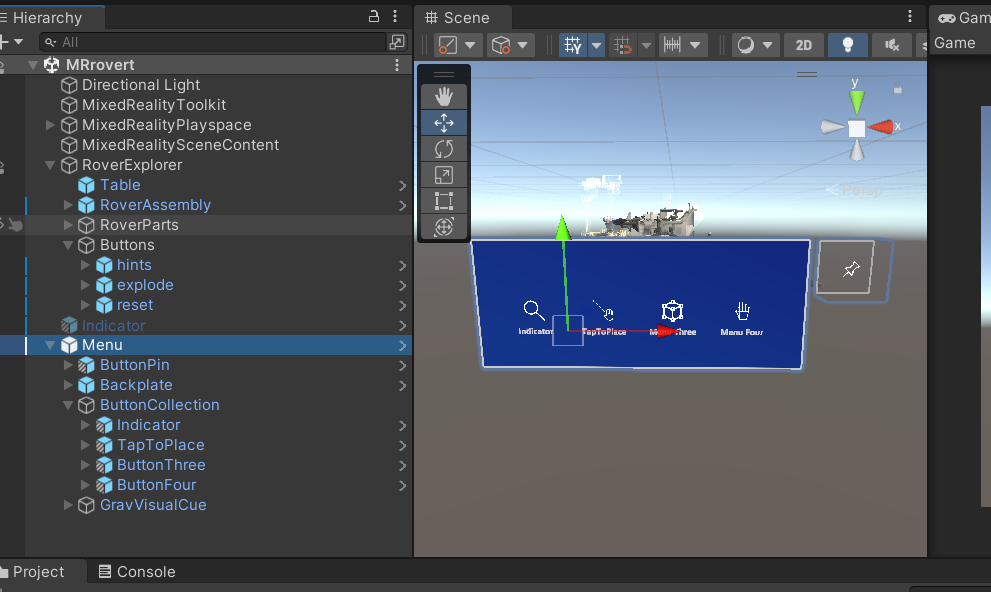 Hierarchy
All
MRrovert
Directional Light
MixedRealityToolkit
MixedRealityPlayspace
MixedRealitySceneContent
RoverExplorer
Table
RoverAssembly
RoverParts
Buttons
hints
explode
reset
Indicator
Menu
ButtonPin
Backplate
ButtonCollection
Indicator
TapToPlace
ButtonThree
ButtonFour
GravVisualCue
Project
Console
Scene
2D
y
x
Persp
Indicator
TapToPlace
Menu Three
Menu Four
Gam
Game